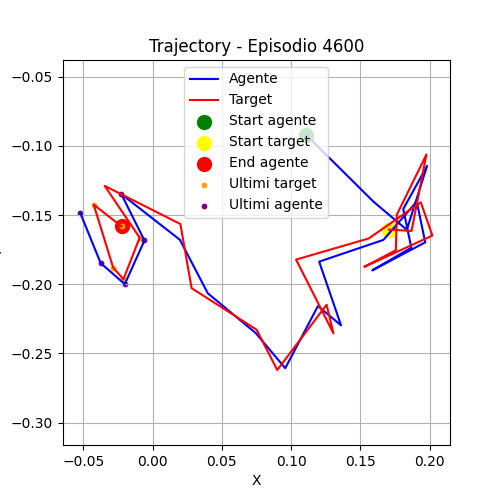 Trajectory - Episodio 4600
Agente
Target
Start agente
Start target
End agente
Ultimi target
Ultimi agente
−0.05
−0.10
−0.15
−0.20
−0.25
−0.30
−0.05 0.00 0.05 0.10 0.15 0.20
X